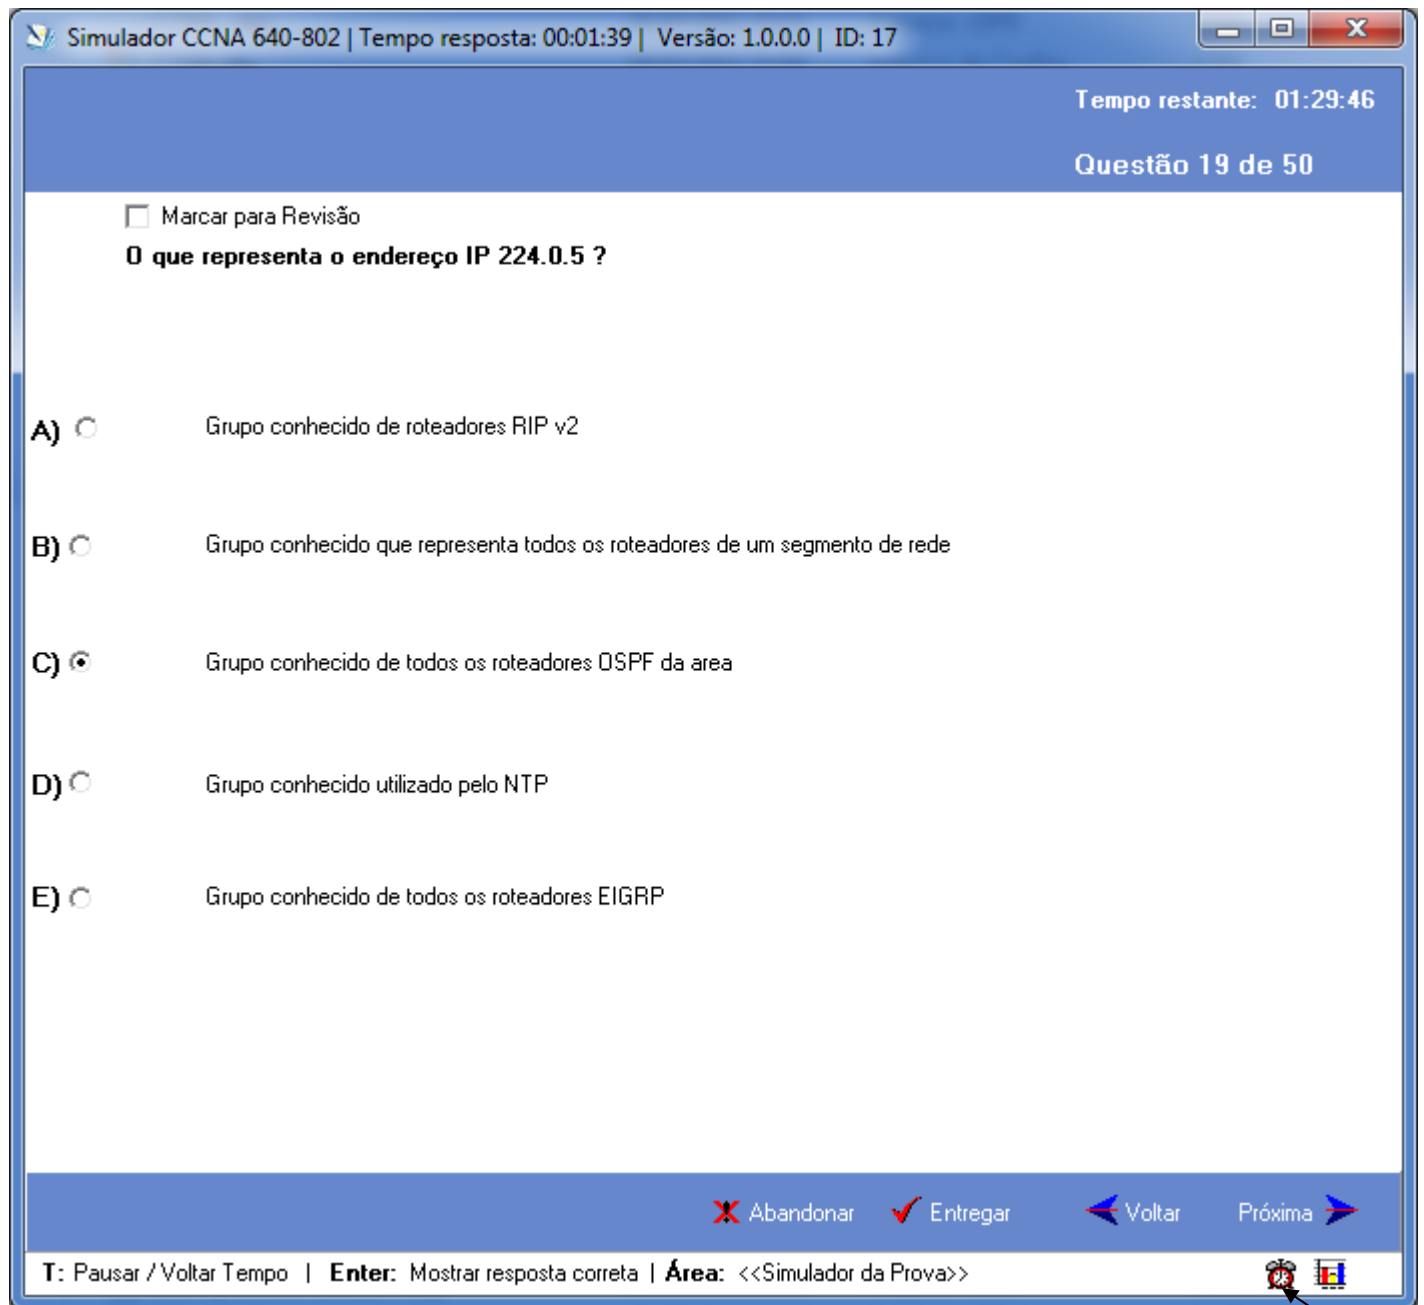 Simulador CCNA 640-802 | Tempo resposta: 00:01:39 | Versão: 1.0.0.0 | ID: 17
Tempo restante: 01:29:46
Questão 19 de 50
Marcar para Revisão
O que representa o endereço IP 224.0.5 ?
A) Grupo conhecido de roteadores RIP v2
B) Grupo conhecido que representa todos os roteadores de um segmento de rede
C) Grupo conhecido de todos os roteadores OSPF da area
D) Grupo conhecido utilizado pelo NTP
E) Grupo conhecido de todos os roteadores EIGRP
Abandonar Entregar Voltar Próxima
T: Pausar / Voltar Tempo | Enter: Mostrar resposta correta | Área: <<Simulador da Prova>>